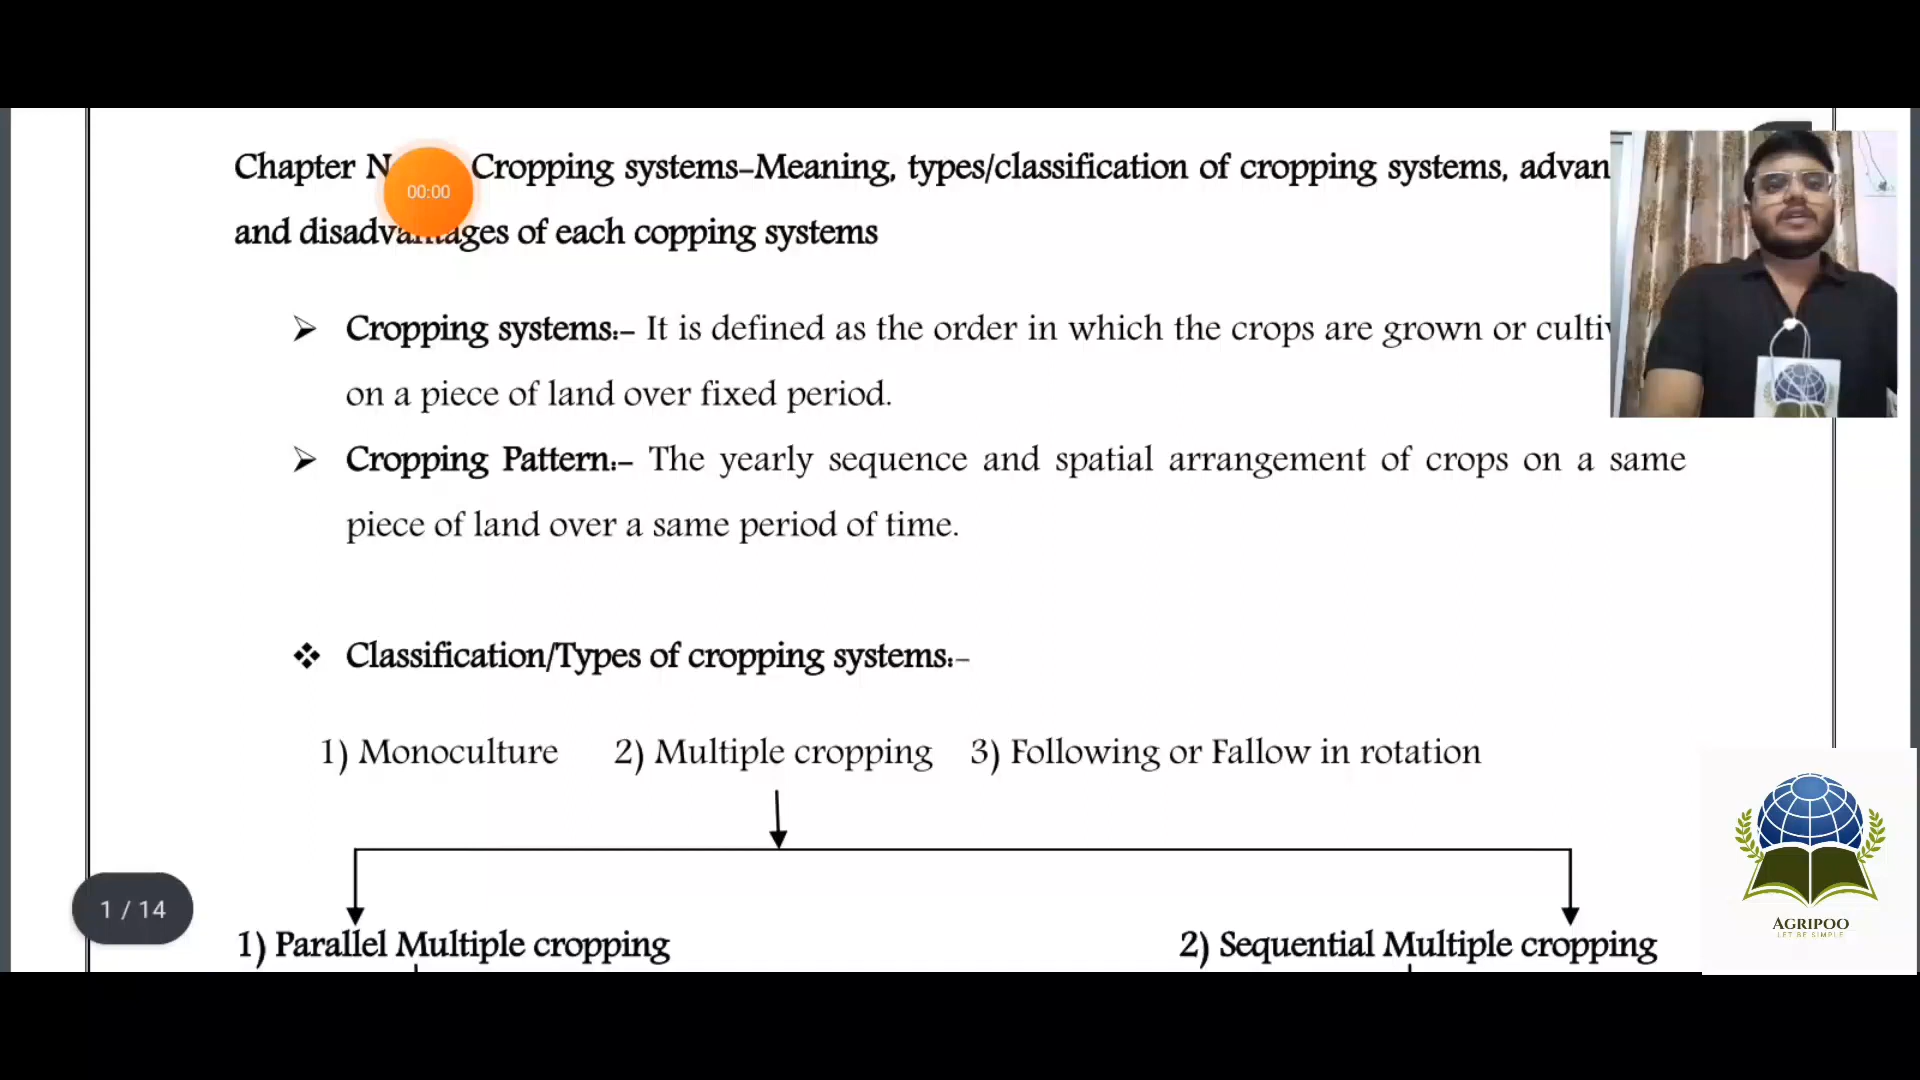 Chapter N
Cropping systems-Meaning, types/classification of cropping systems, advan
00:00
and disadvantages of each copping systems
➢ Cropping systems:- It is defined as the order in which the crops are grown or culti
on a piece of land over fixed period.
➢ Cropping Pattern:- The yearly sequence and spatial arrangement of crops on a same
piece of land over a same period of time.
❖ Classification/Types of cropping systems:-
1) Monoculture 2) Multiple cropping 3) Following or Fallow in rotation
1 / 14
AGRIPOO
LET BE SIMPLE
1) Parallel Multiple cropping 2) Sequential Multiple cropping